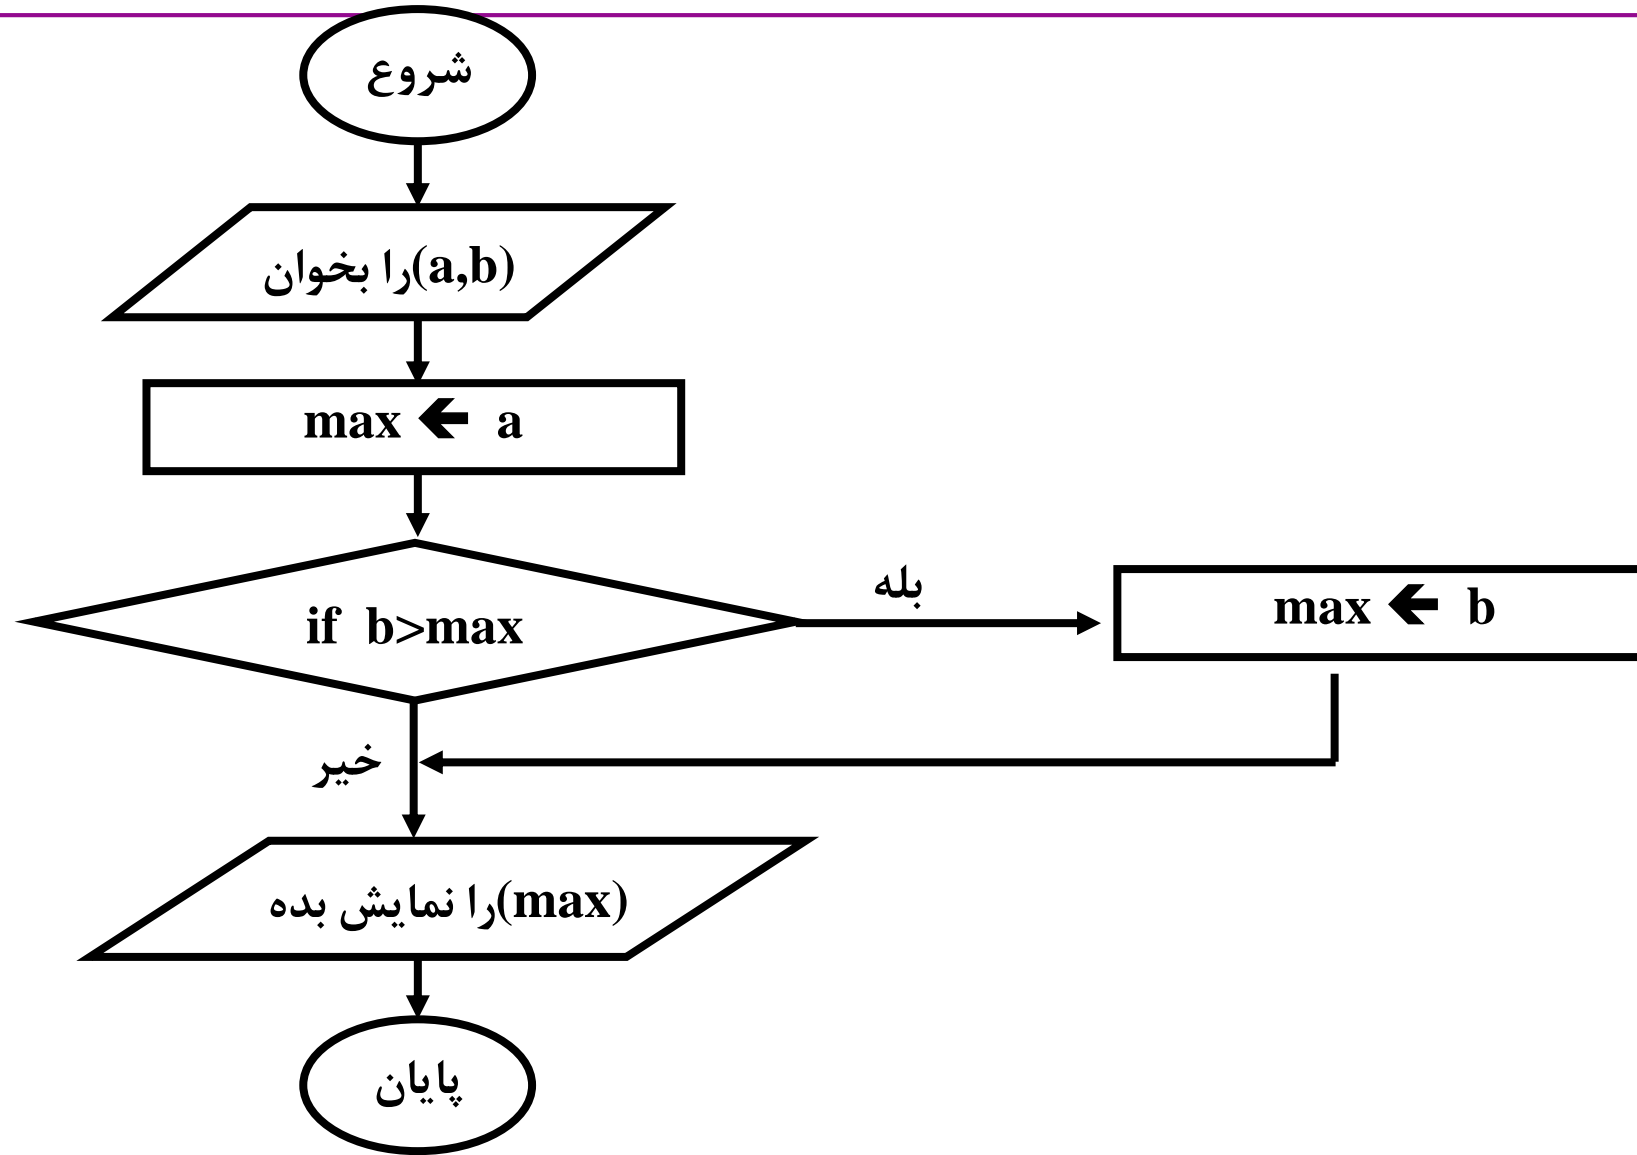 شروع
(a,b)را بخوان
max 🡸 a
if b>max
بله
max 🡸 b
خیر
(max)را نمایش بده
پایان